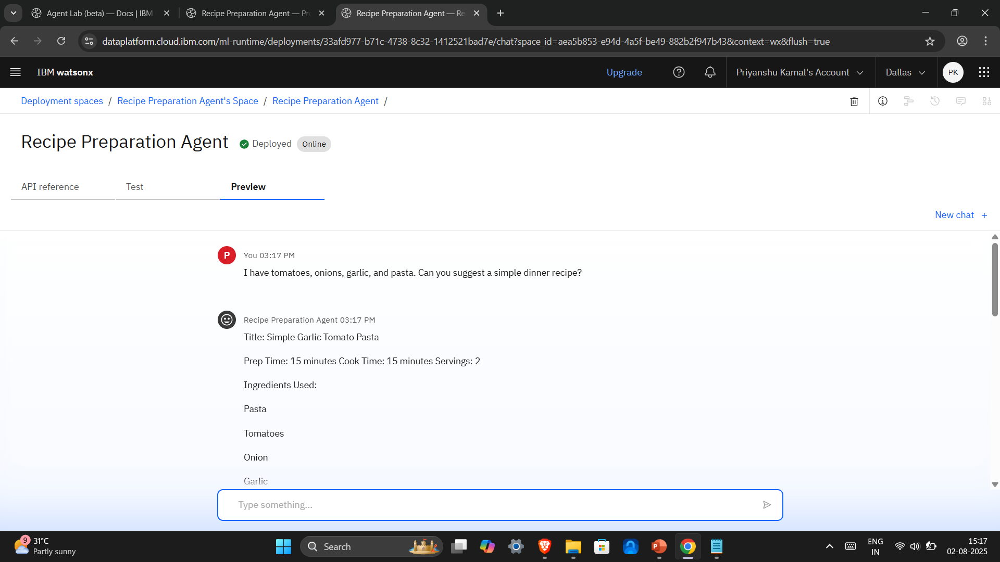 Agent Lab (beta) — Docs | IBM
Recipe Preparation Agent — Pr
Recipe Preparation Agent — Re
dataplatform.cloud.ibm.com/ml-runtime/deployments/33afd977-b71c-4738-8c32-1412521bad7e/chat?space_id=aea5b853-e94d-4a5f-be49-882b2f947b43&context=wx&flush=true
IBM watsonx
Upgrade
Priyanshu Kamal's Account
Dallas
PK
Deployment spaces / Recipe Preparation Agent's Space / Recipe Preparation Agent /
Recipe Preparation Agent
Deployed
Online
API reference
Test
Preview
New chat +
P
You 03:17 PM
I have tomatoes, onions, garlic, and pasta. Can you suggest a simple dinner recipe?
Recipe Preparation Agent 03:17 PM
Title: Simple Garlic Tomato Pasta
Prep Time: 15 minutes Cook Time: 15 minutes Servings: 2
Ingredients Used:
Pasta
Tomatoes
Onion
Garlic
Type something...
9
31°C
Partly sunny
Search
P
ENG
IN
15:17
02-08-2025